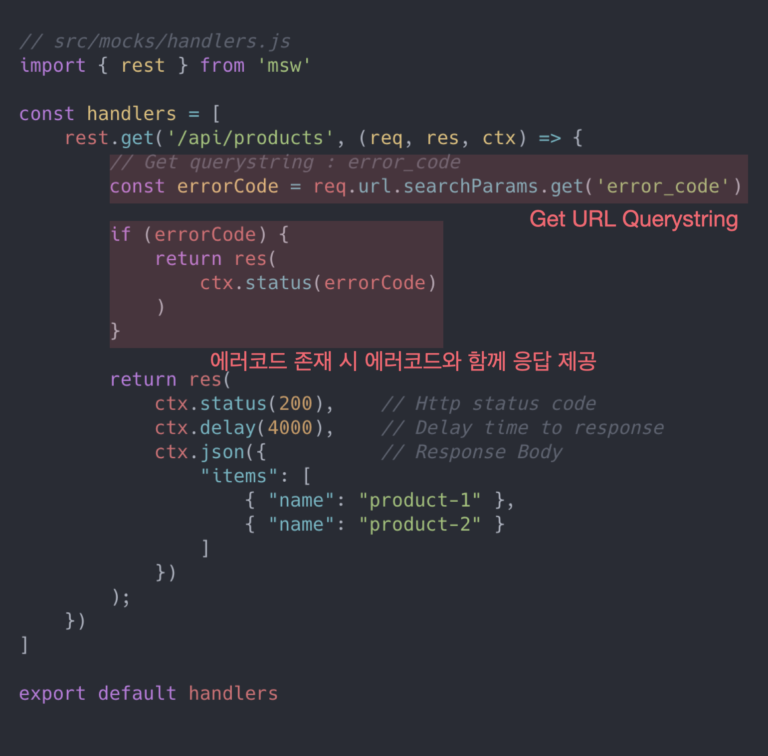 // src/mocks/handlers.js
import { rest } from 'msw'
const handlers = [
rest.get('/api/products', (req, res, ctx) => {
// Get querystring : error_code
const errorCode = req.url.searchParams.get('error_code')
Get URL Querystring
if (errorCode) {
return res(
ctx.status(errorCode)
)
}
에러코드 존재 시 에러코드와 함께 응답 제공
return res(
ctx.status(200), // Http status code
ctx.delay(4000), // Delay time to response
ctx.json({ // Response Body
"items": [
{ "name": "product-1" },
{ "name": "product-2" }
]
})
);
})
]
export default handlers